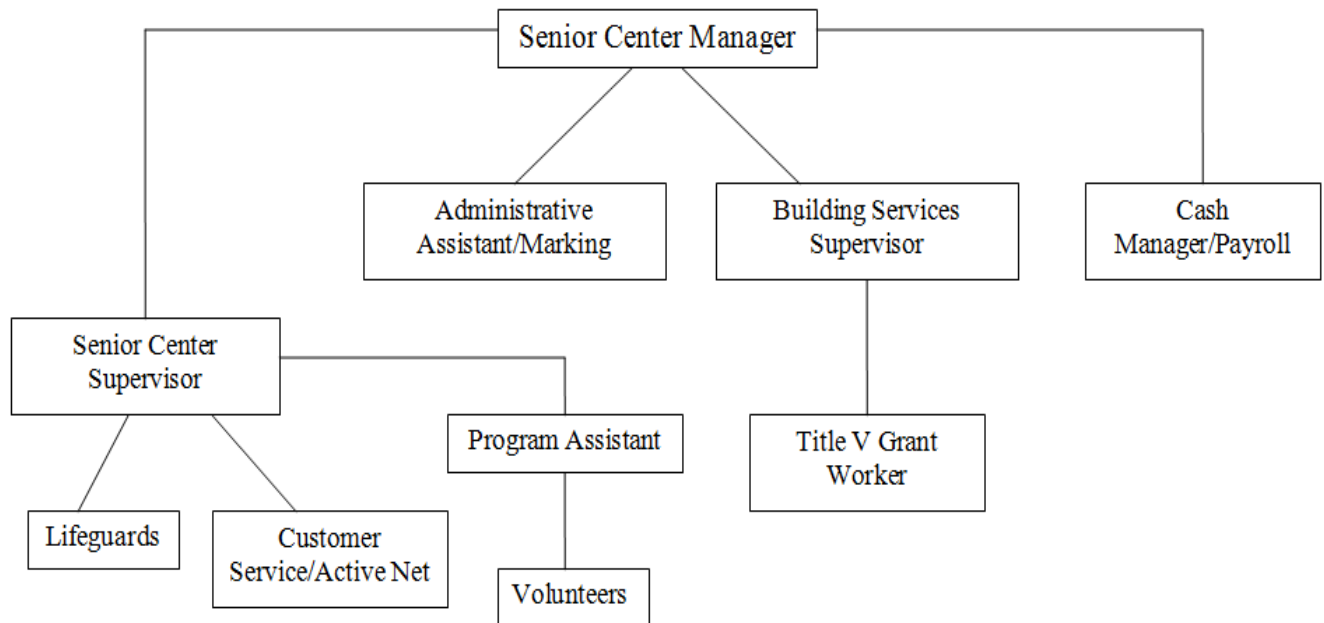 Senior Center Manager
Administrative
Assistant/Marking
Building Services
Supervisor
Cash
Manager/Payroll
Senior Center
Supervisor
Program Assistant
Title V Grant
Worker
Lifeguards
Customer
Service/Active Net
Volunteers